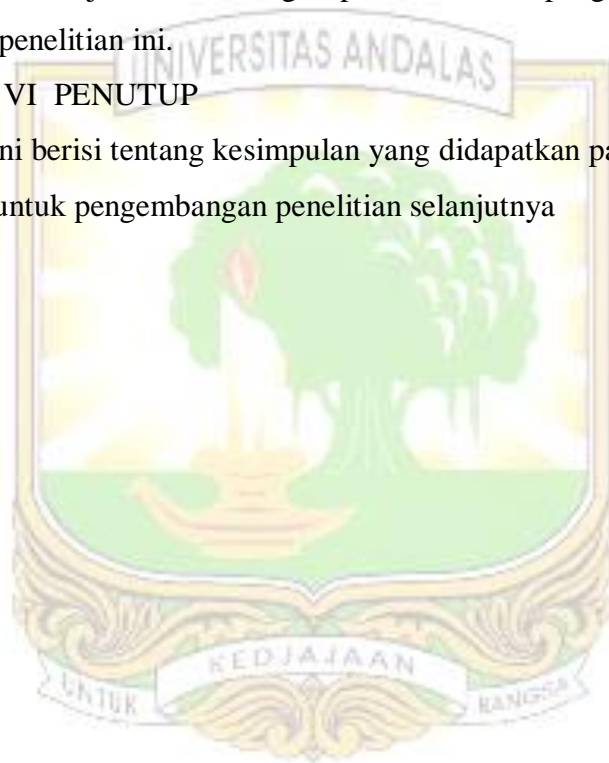 penelitian ini.
UNIVERSITAS ANDALAS
VI PENUTUP
ni berisi tentang kesimpulan yang didapatkan pa
untuk pengembangan penelitian selanjutnya
KEDJAJAAN
UNTUK BANGSA